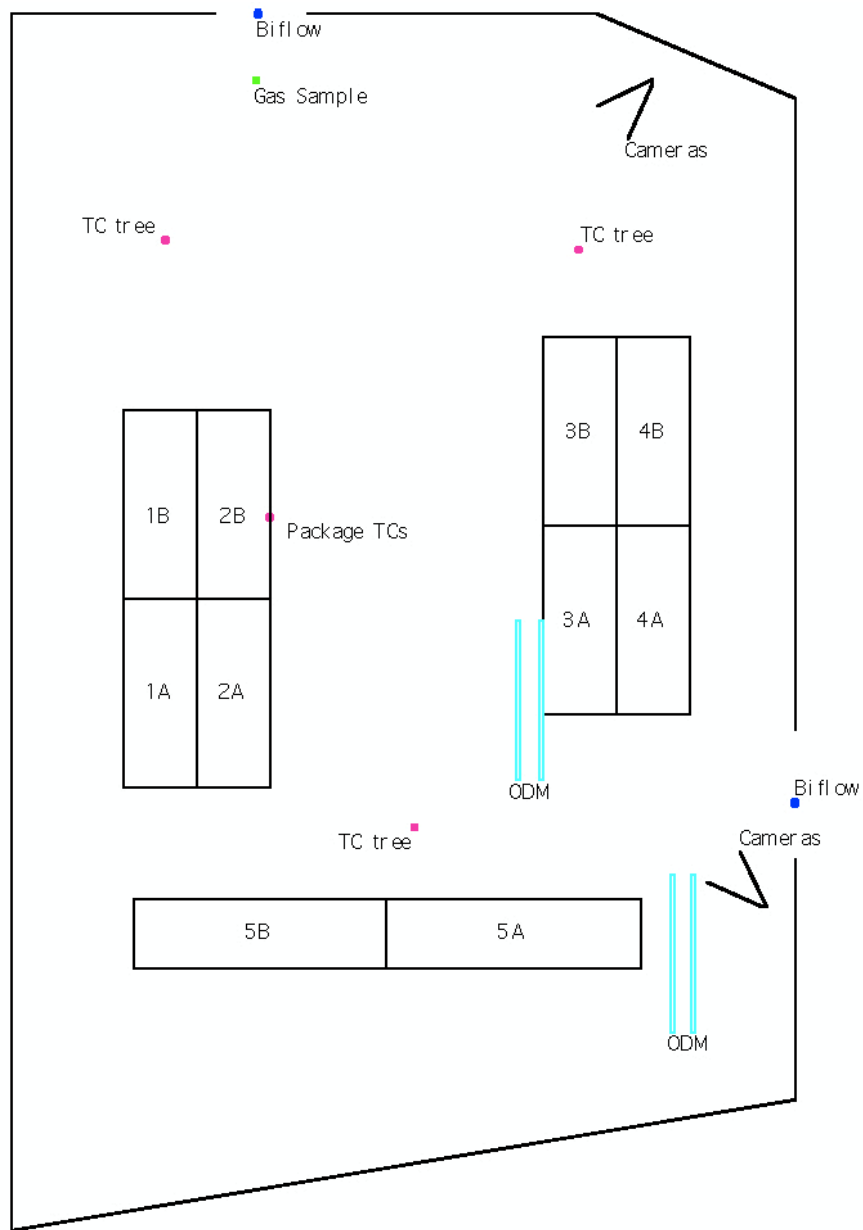 Biflow
Gas Sample
Cameras
TC tree
TC tree
3B
4B
1B
2B
Package TCs
3A
4A
1A
2A
ODM
Biflow
TC tree
Cameras
5B
5A
ODM